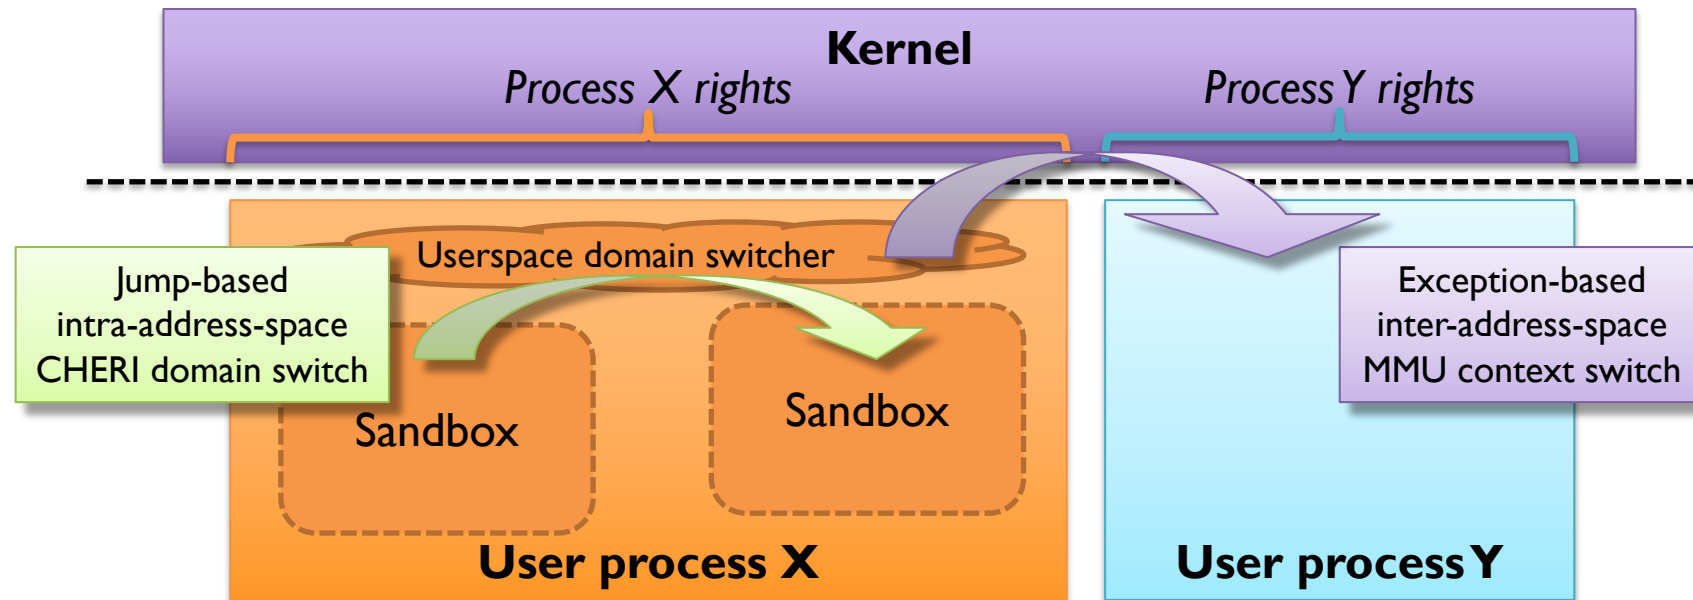 Kernel
Process X rights
Process Y rights
Userspace domain switcher
Jump-based
intra-address-space
CHERI domain switch
Exception-based
inter-address-space
MMU context switch
Sandbox
Sandbox
User process X
User process Y